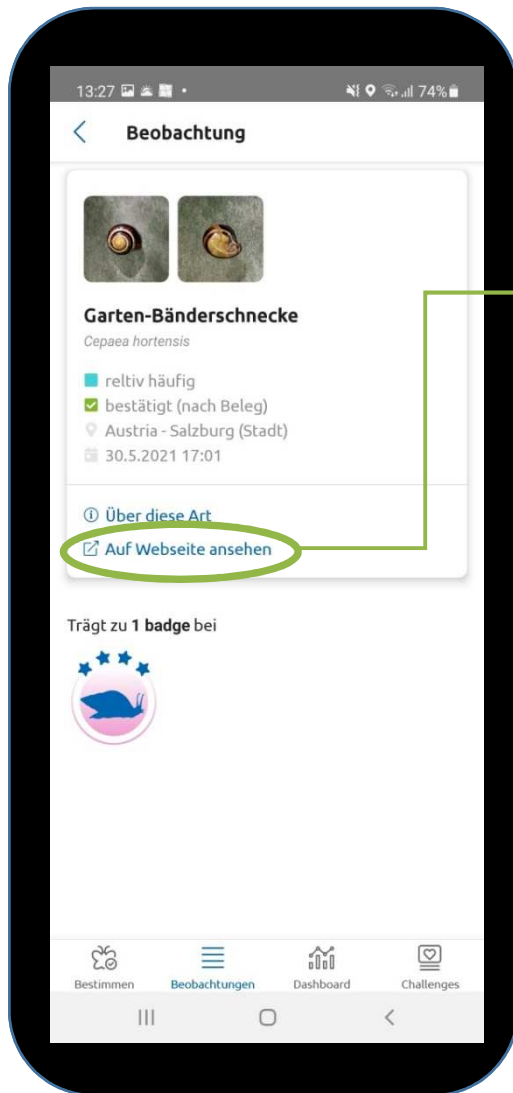 13:27 74%
Beobachtung
Garten-Bänderschnecke
Cepaea hortensis
reltiv häufig
bestätigt (nach Beleg)
Austria - Salzburg (Stadt)
30.5.2021 17:01
Über diese Art
Auf Webseite ansehen
Trägt zu 1 badge bei
Bestimmen Beobachtungen Dashboard Challenges